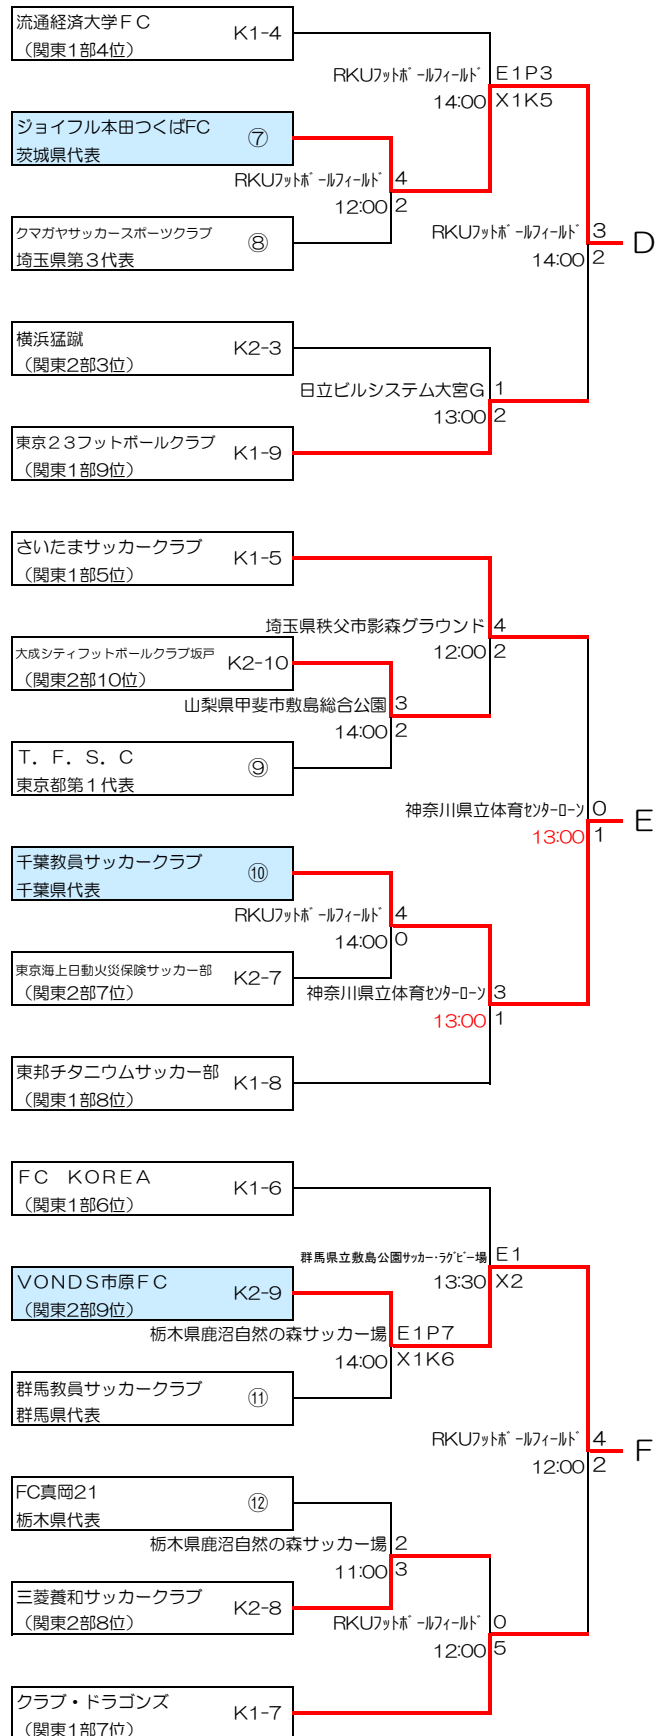 流通経済大学ＦＣ
（関東１部4位）
K1-4
RKUﾌｯﾄﾎﾞｰﾙﾌｨｰﾙﾄﾞ E1P3
14:00 X1K5
ジョイフル本田つくばFC
茨城県代表
⑦
RKUﾌｯﾄﾎﾞｰﾙﾌｨｰﾙﾄﾞ 4
12:00 2
クマガヤサッカースポーツクラブ
埼玉県第３代表
⑧
RKUﾌｯﾄﾎﾞｰﾙﾌｨｰﾙﾄﾞ 3
14:00 2
D
横浜猛蹴
（関東２部3位）
K2-3
日立ビルシステム大宮Ｇ 1
13:00 2
東京２３フットボールクラブ
（関東１部9位）
K1-9
さいたまサッカークラブ
（関東１部5位）
K1-5
埼玉県秩父市影森グラウンド 4
12:00 2
大成シティフットボールクラブ坂戸
（関東２部10位）
K2-10
山梨県甲斐市敷島総合公園 3
14:00 2
Ｔ．Ｆ．Ｓ．Ｃ
東京都第１代表
⑨
神奈川県立体育ｾﾝﾀｰﾛｰﾝ 0
13:00 1
E
千葉教員サッカークラブ
千葉県代表
⑩
RKUﾌｯﾄﾎﾞｰﾙﾌｨｰﾙﾄﾞ 4
14:00 0
東京海上日動火災保険サッカー部
（関東２部7位）
K2-7
神奈川県立体育ｾﾝﾀｰﾛｰﾝ 3
13:00 1
東邦チタニウムサッカー部
（関東１部8位）
K1-8
ＦＣ　ＫＯＲＥＡ
（関東１部6位）
K1-6
群馬県立敷島公園ｻｯｶｰ･ﾗｸﾞﾋﾞｰ場 E1
13:30 X2
ＶＯＮＤＳ市原ＦＣ
（関東２部9位）
K2-9
栃木県鹿沼自然の森サッカー場 E1P7
14:00 X1K6
群馬教員サッカークラブ
群馬県代表
⑪
RKUﾌｯﾄﾎﾞｰﾙﾌｨｰﾙﾄﾞ 4
12:00 2
F
FC真岡21
栃木県代表
⑫
栃木県鹿沼自然の森サッカー場 2
11:00 3
三菱養和サッカークラブ
（関東２部8位）
K2-8
RKUﾌｯﾄﾎﾞｰﾙﾌｨｰﾙﾄﾞ 0
12:00 5
クラブ・ドラゴンズ
（関東１部7位）
K1-7